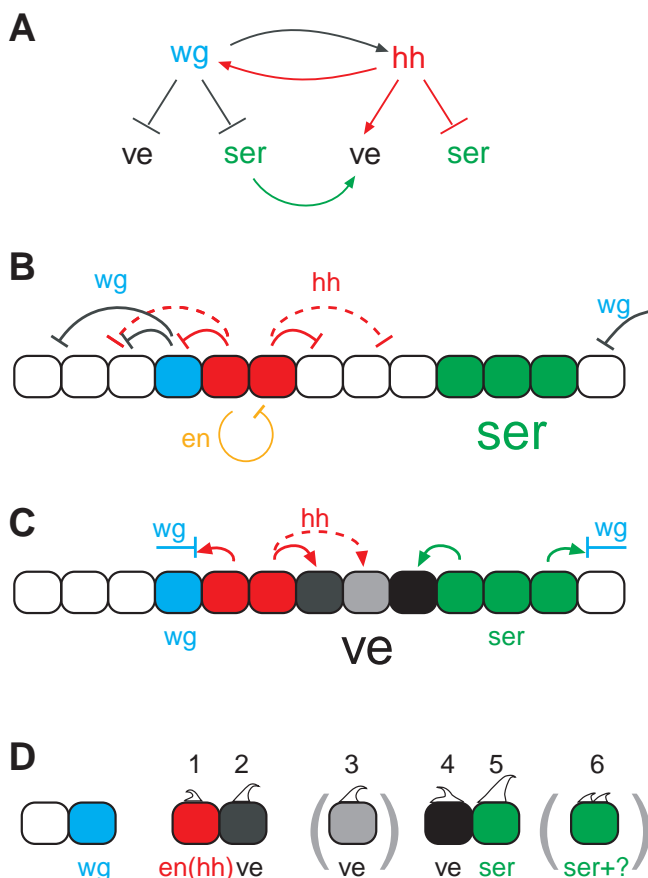 A
wg hh
ve ser ve ser
B
wg hh wg
en
ser
C
wg hh wg
wg ve ser
D
1 2 3 4 5 6
( ) ( )
wg en(hh) ve ve ve ser ser+?